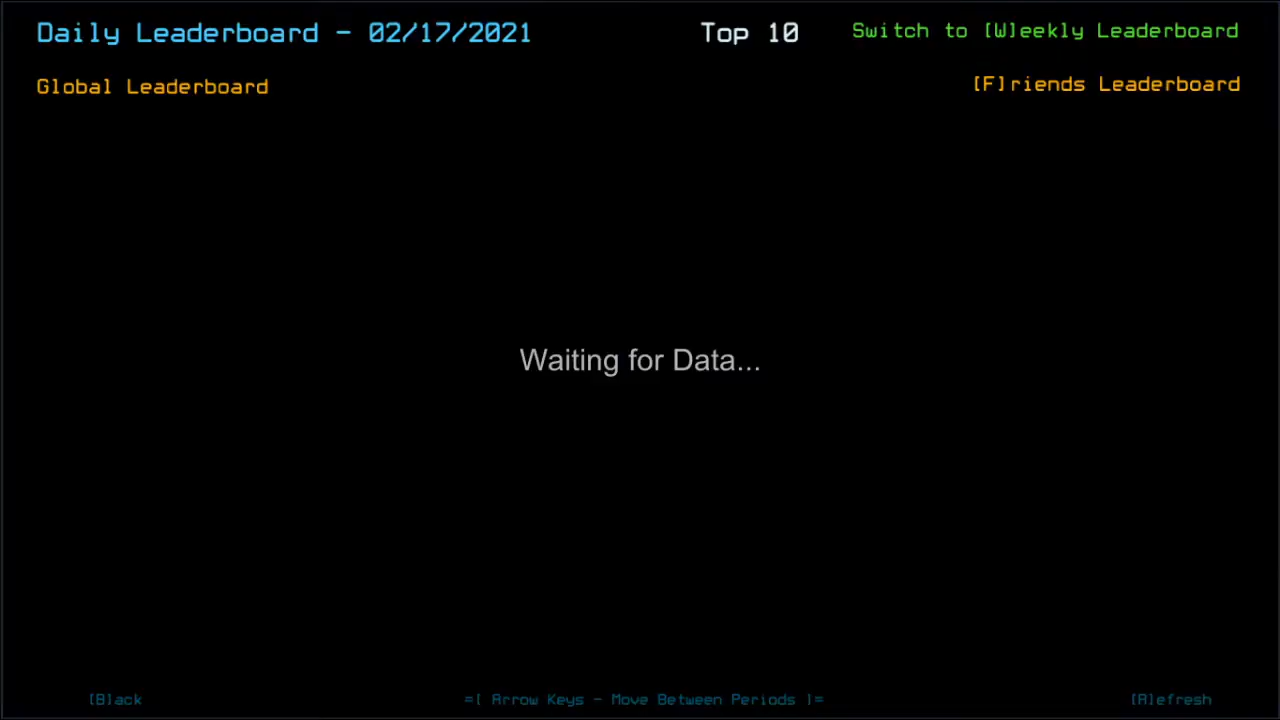 Daily Leaderboard - 02/17/2021 Top 10 Switch to [W]eekly Leaderboard
Global Leaderboard [F]riends Leaderboard
Waiting for Data...
[B]ack =[ Arrow Keys - Move Between Periods ]= [R]efresh